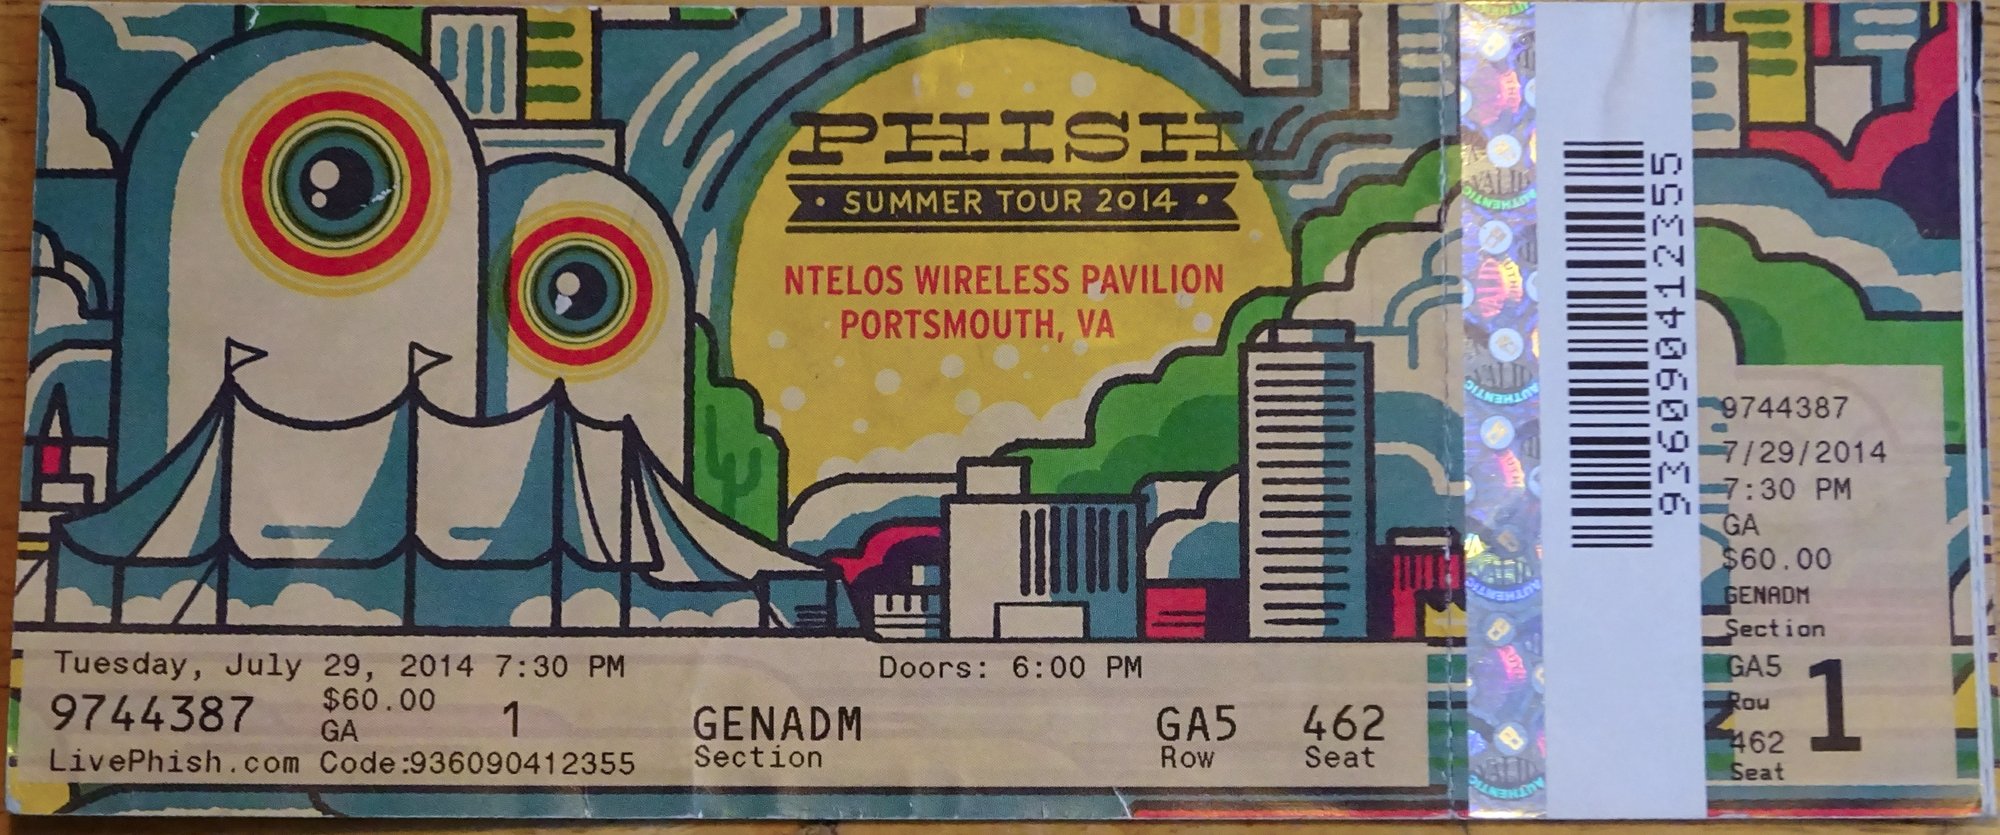 PHISH
· SUMMER TOUR 2014 ·
NTELOS WIRELESS PAVILION
PORTSMOUTH, VA
Tuesday, July 29, 2014 7:30 PM
Doors: 6:00 PM
9744387
$60.00
GA
1
GENADM
Section
GA5
Row
462
Seat
LivePhish.com Code:936090412355
VALID
AUTHENTIC
936090412355
9744387
7/29/2014
7:30 PM
GA
$60.00
GENADM
Section
GA5
Row
462
Seat
1